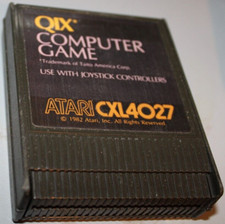 QIX
COMPUTER
GAME
*Trademark of Taito America Corp.
USE WITH JOYSTICK CONTROLLERS
ATARI CXL4027
© 1982 Atari, Inc. All Rights Reserved.